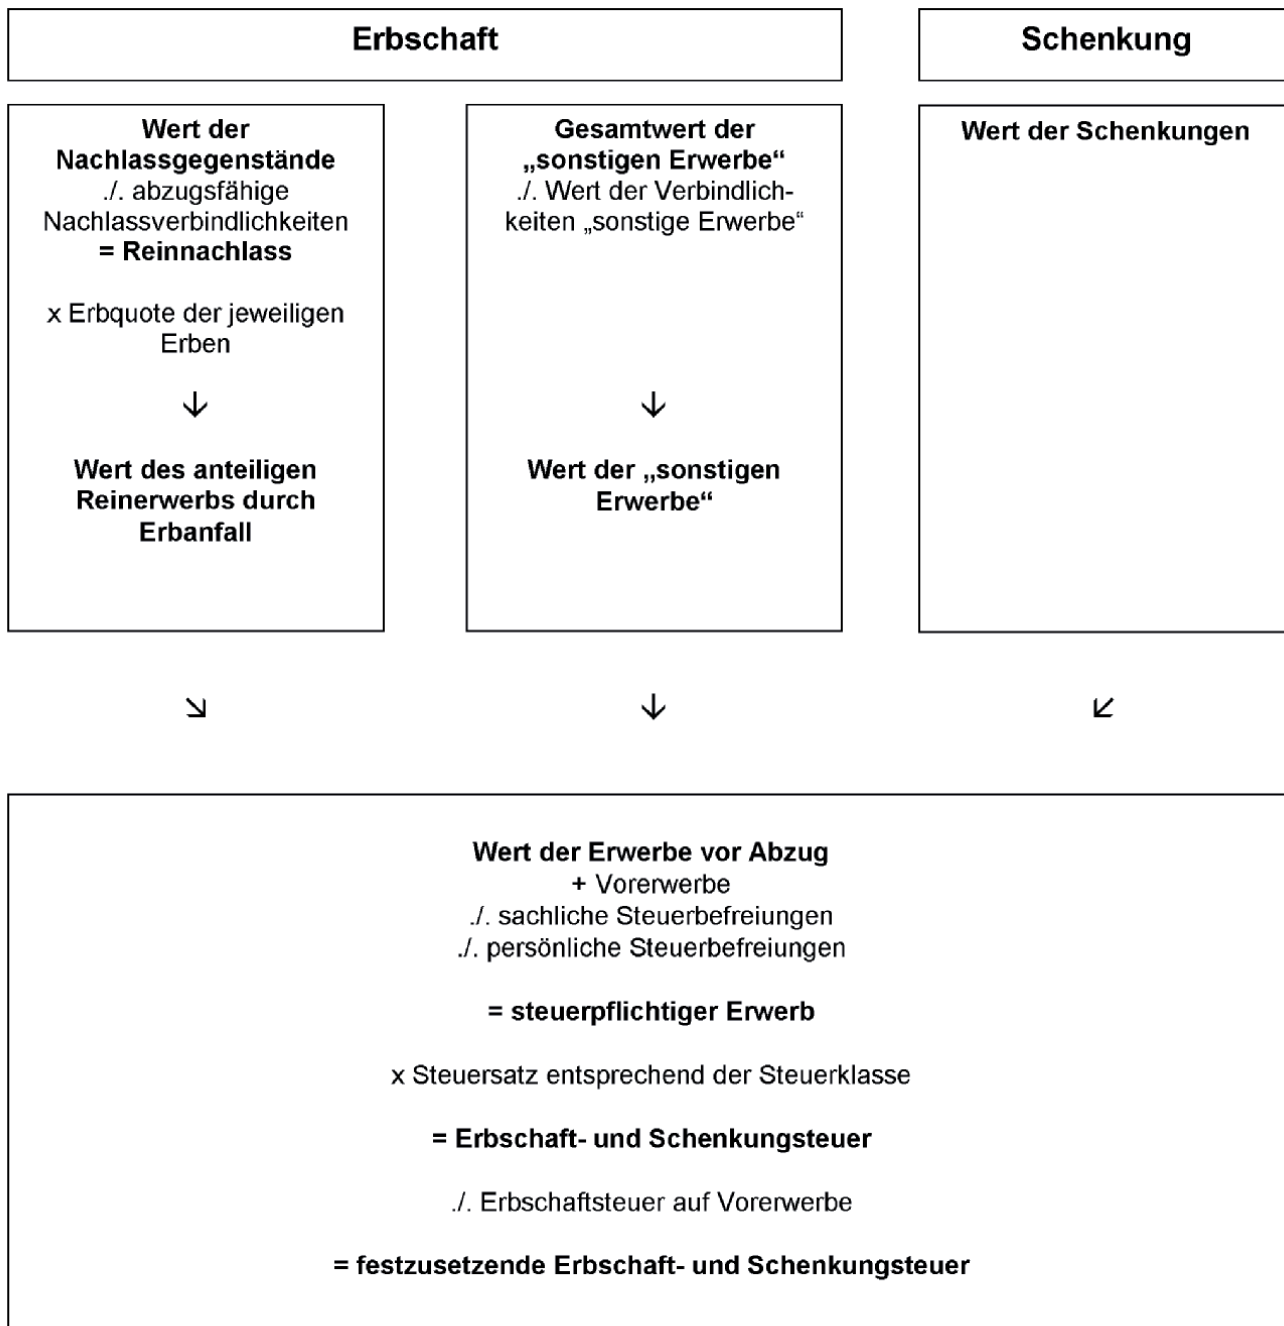 Erbschaft
Schenkung
Wert der
Nachlassgegenstände
./. abzugsfähige
Nachlassverbindlichkeiten
= Reinnachlass
x Erbquote der jeweiligen
Erben
↓
Wert des anteiligen
Reinerwerbs durch
Erbanfall
Gesamtwert der
„sonstigen Erwerbe“
./. Wert der Verbindlich-
keiten „sonstige Erwerbe“
↓
Wert der „sonstigen
Erwerbe“
Wert der Schenkungen
↘ ↓ ↙
Wert der Erwerbe vor Abzug
+ Vorerwerbe
./. sachliche Steuerbefreiungen
./. persönliche Steuerbefreiungen
= steuerpflichtiger Erwerb
x Steuersatz entsprechend der Steuerklasse
= Erbschaft- und Schenkungsteuer
./. Erbschaftsteuer auf Vorerwerbe
= festzusetzende Erbschaft- und Schenkungsteuer